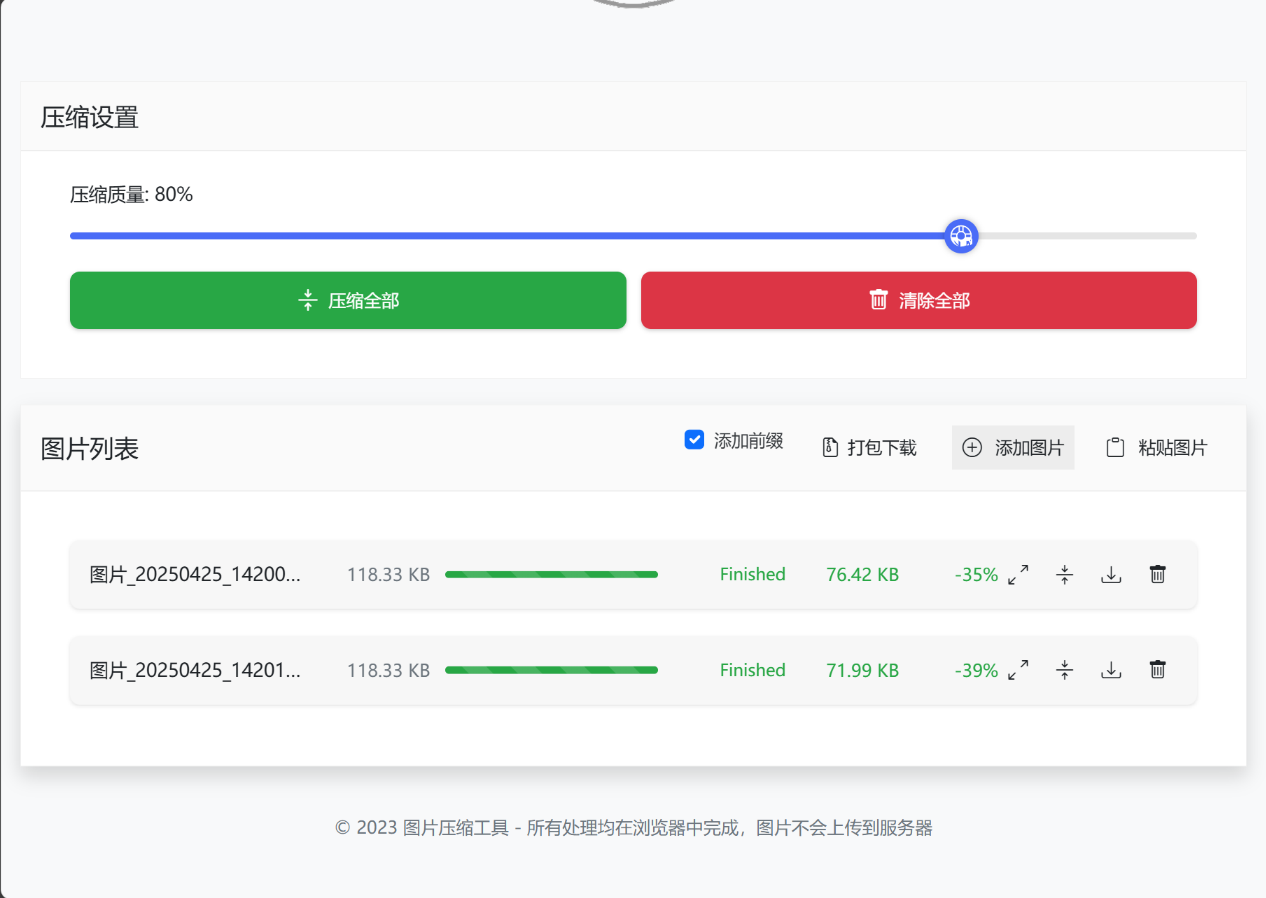 压缩设置
压缩质量: 80%
压缩全部
清除全部
图片列表
添加前缀
打包下载
添加图片
粘贴图片
图片_20250425_14200... 118.33 KB Finished 76.42 KB -35%
图片_20250425_14201... 118.33 KB Finished 71.99 KB -39%
© 2023 图片压缩工具 - 所有处理均在浏览器中完成，图片不会上传到服务器